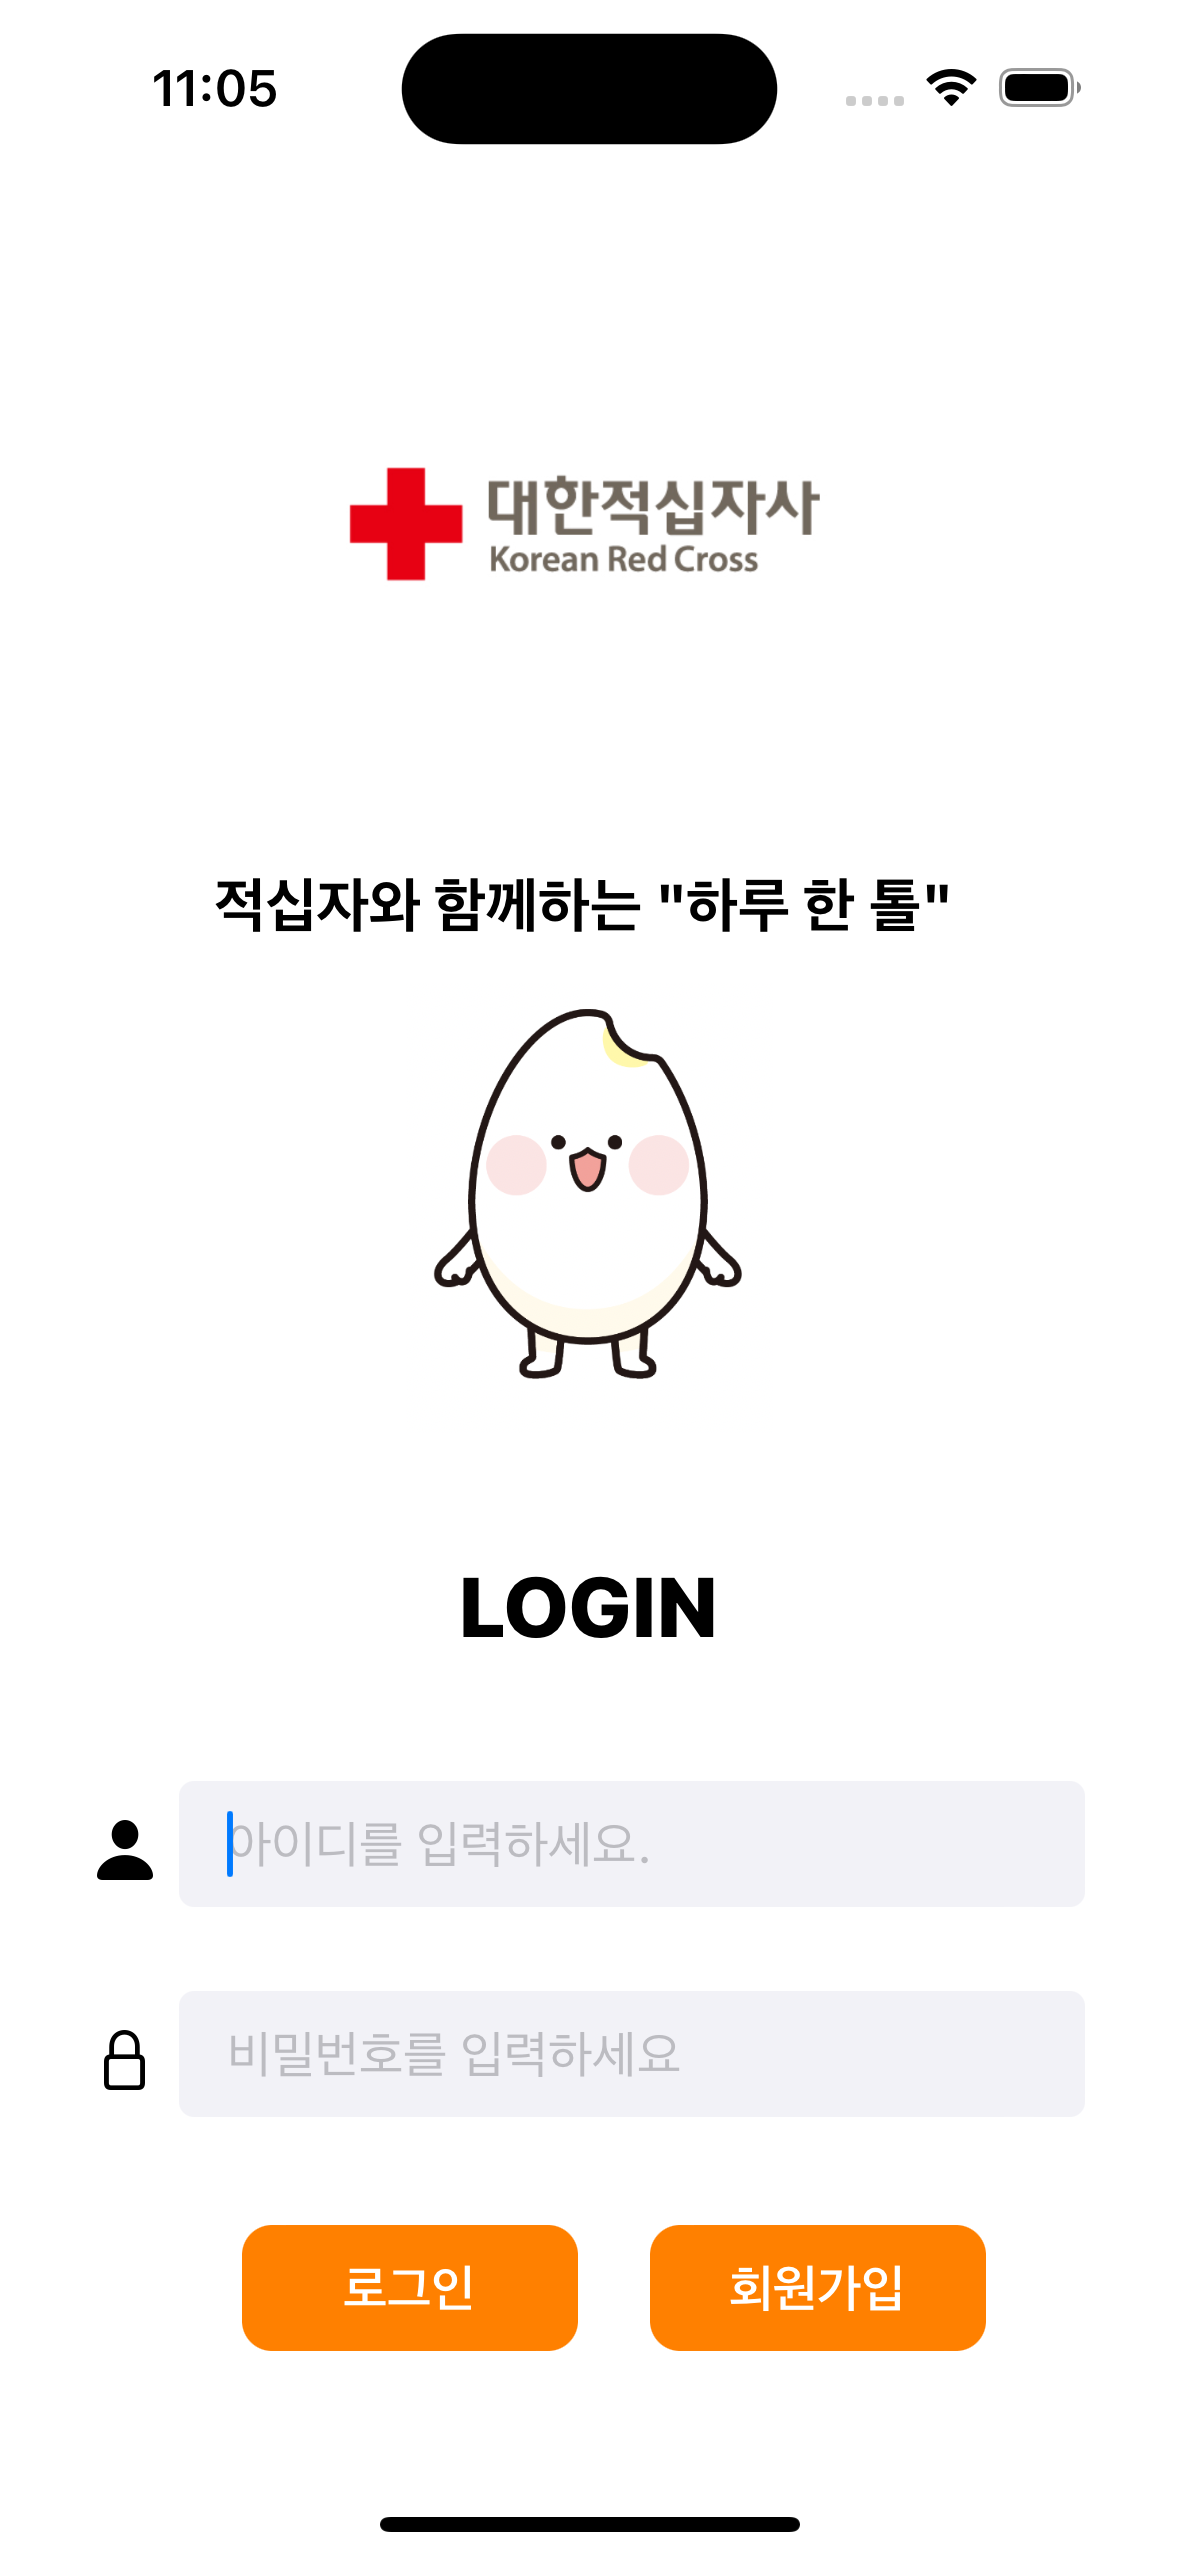 11:05
대한적십자사
Korean Red Cross
적십자와 함께하는 "하루 한 톨"
LOGIN
아이디를 입력하세요.
비밀번호를 입력하세요
로그인 회원가입